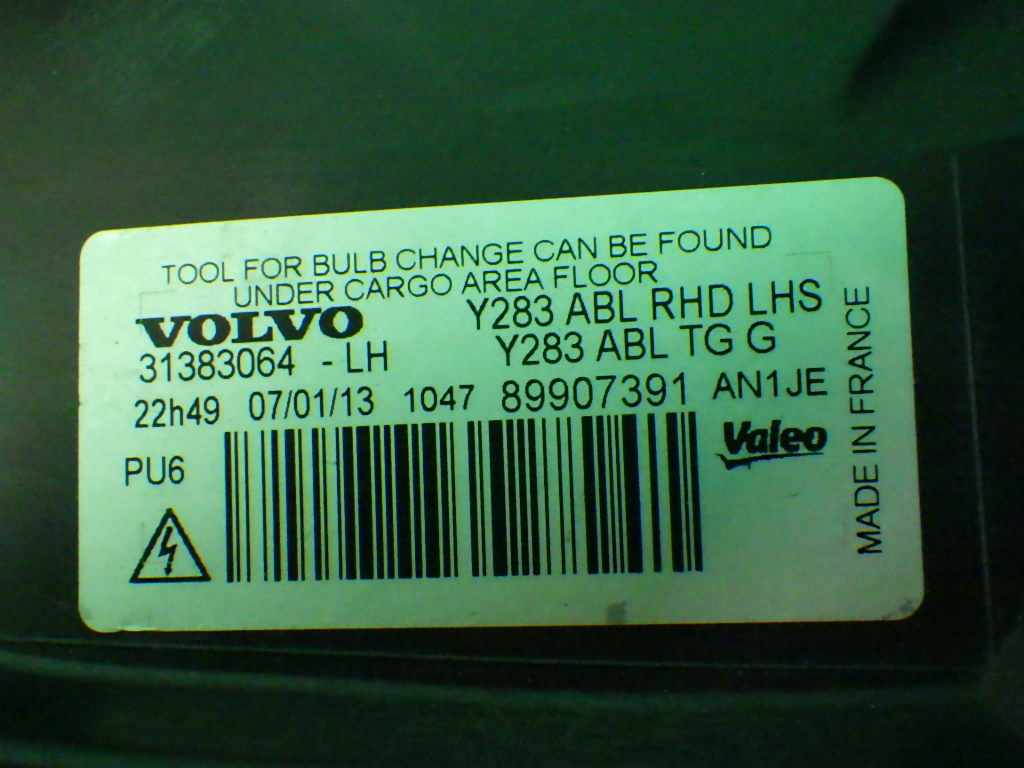 TOOL FOR BULB CHANGE CAN BE FOUND
UNDER CARGO AREA FLOOR
VOLVO Y283 ABL RHD LHS
31383064 - LH Y283 ABL TG G
22h49 07/01/13 1047 89907391 AN1JE
PU6
Valeo
MADE IN FRANCE